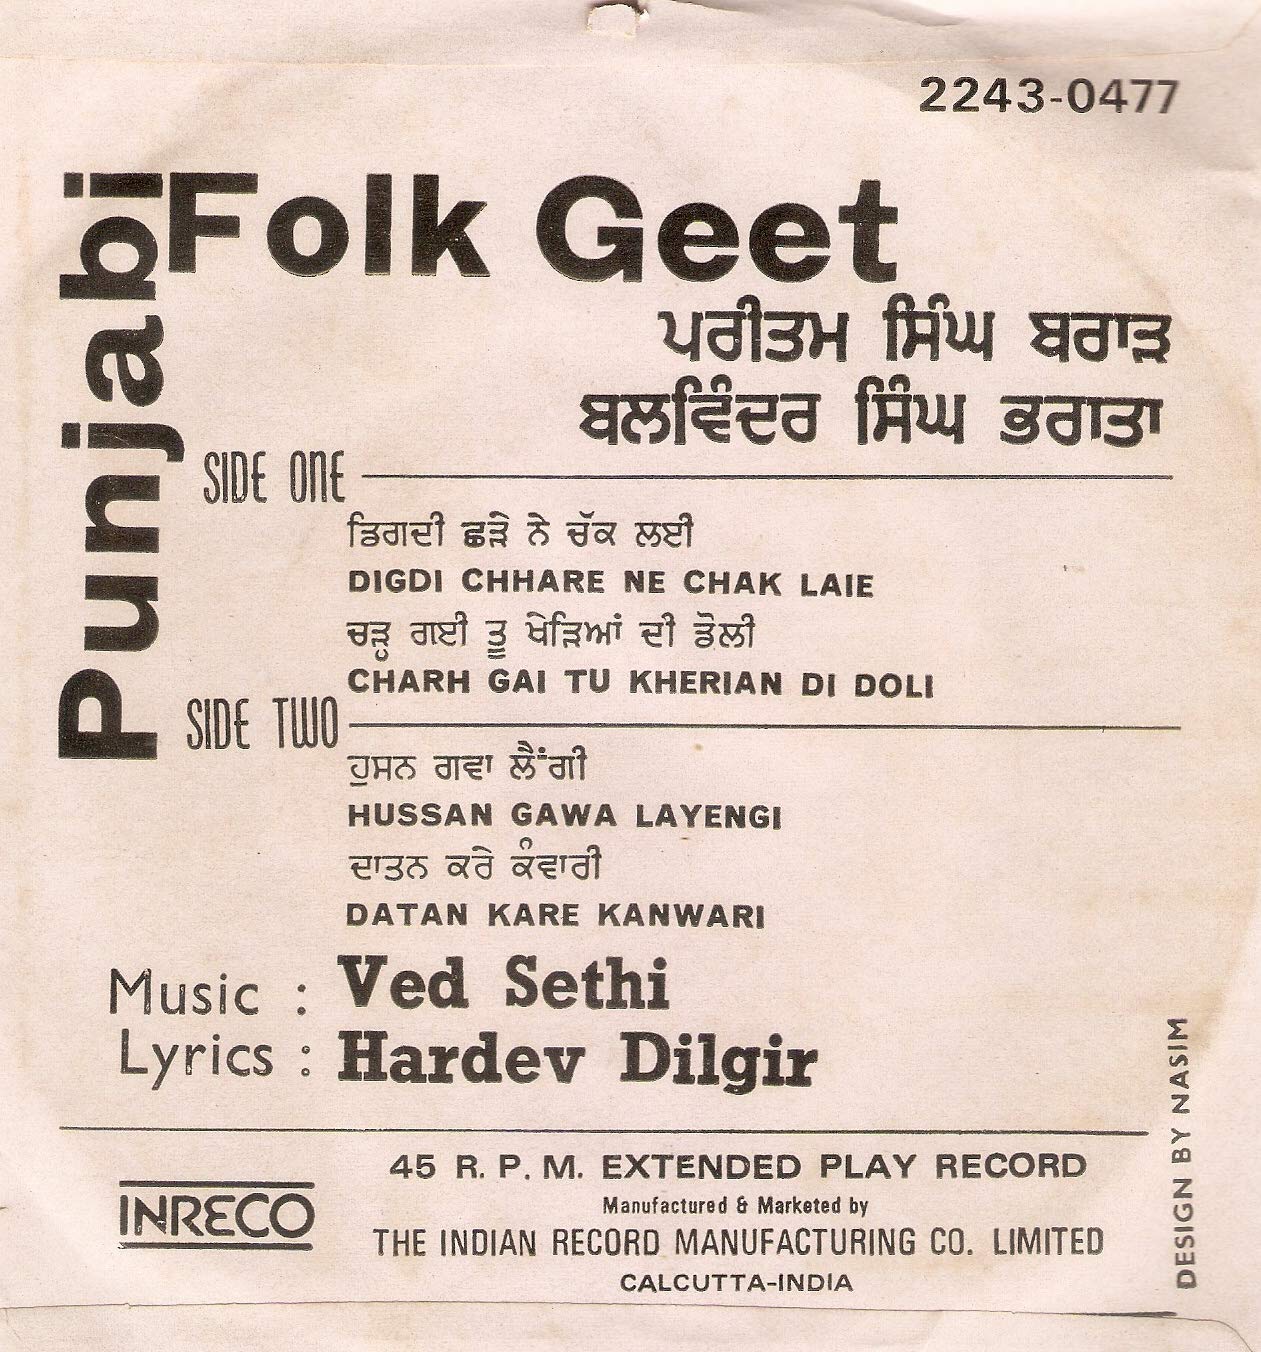 2243-0477
Punjabi
Folk Geet
ਪਰੀਤਮ ਸਿੰਘ ਬਰਾੜ
ਬਲਵਿੰਦਰ ਸਿੰਘ ਭਰਾਤਾ
SIDE ONE
ਡਿਗਦੀ ਛੜੇ ਨੇ ਚੱਕ ਲਈ
DIGDI CHHARE NE CHAK LAIE
ਚੜ੍ਹ ਗਈ ਤੂ ਖੇੜਿਆਂ ਦੀ ਡੋਲੀ
CHARH GAI TU KHERIAN DI DOLI
SIDE TWO
ਹੁਸਨ ਗਵਾ ਲੈਂਗੀ
HUSSAN GAWA LAYENGI
ਦਾਤਨ ਕਰੇ ਕੰਵਾਰੀ
DATAN KARE KANWARI
Music : Ved Sethi
Lyrics : Hardev Dilgir
DESIGN BY NASIM
INRECO
45 R. P. M. EXTENDED PLAY RECORD
Manufactured & Marketed by
THE INDIAN RECORD MANUFACTURING CO. LIMITED
CALCUTTA-INDIA